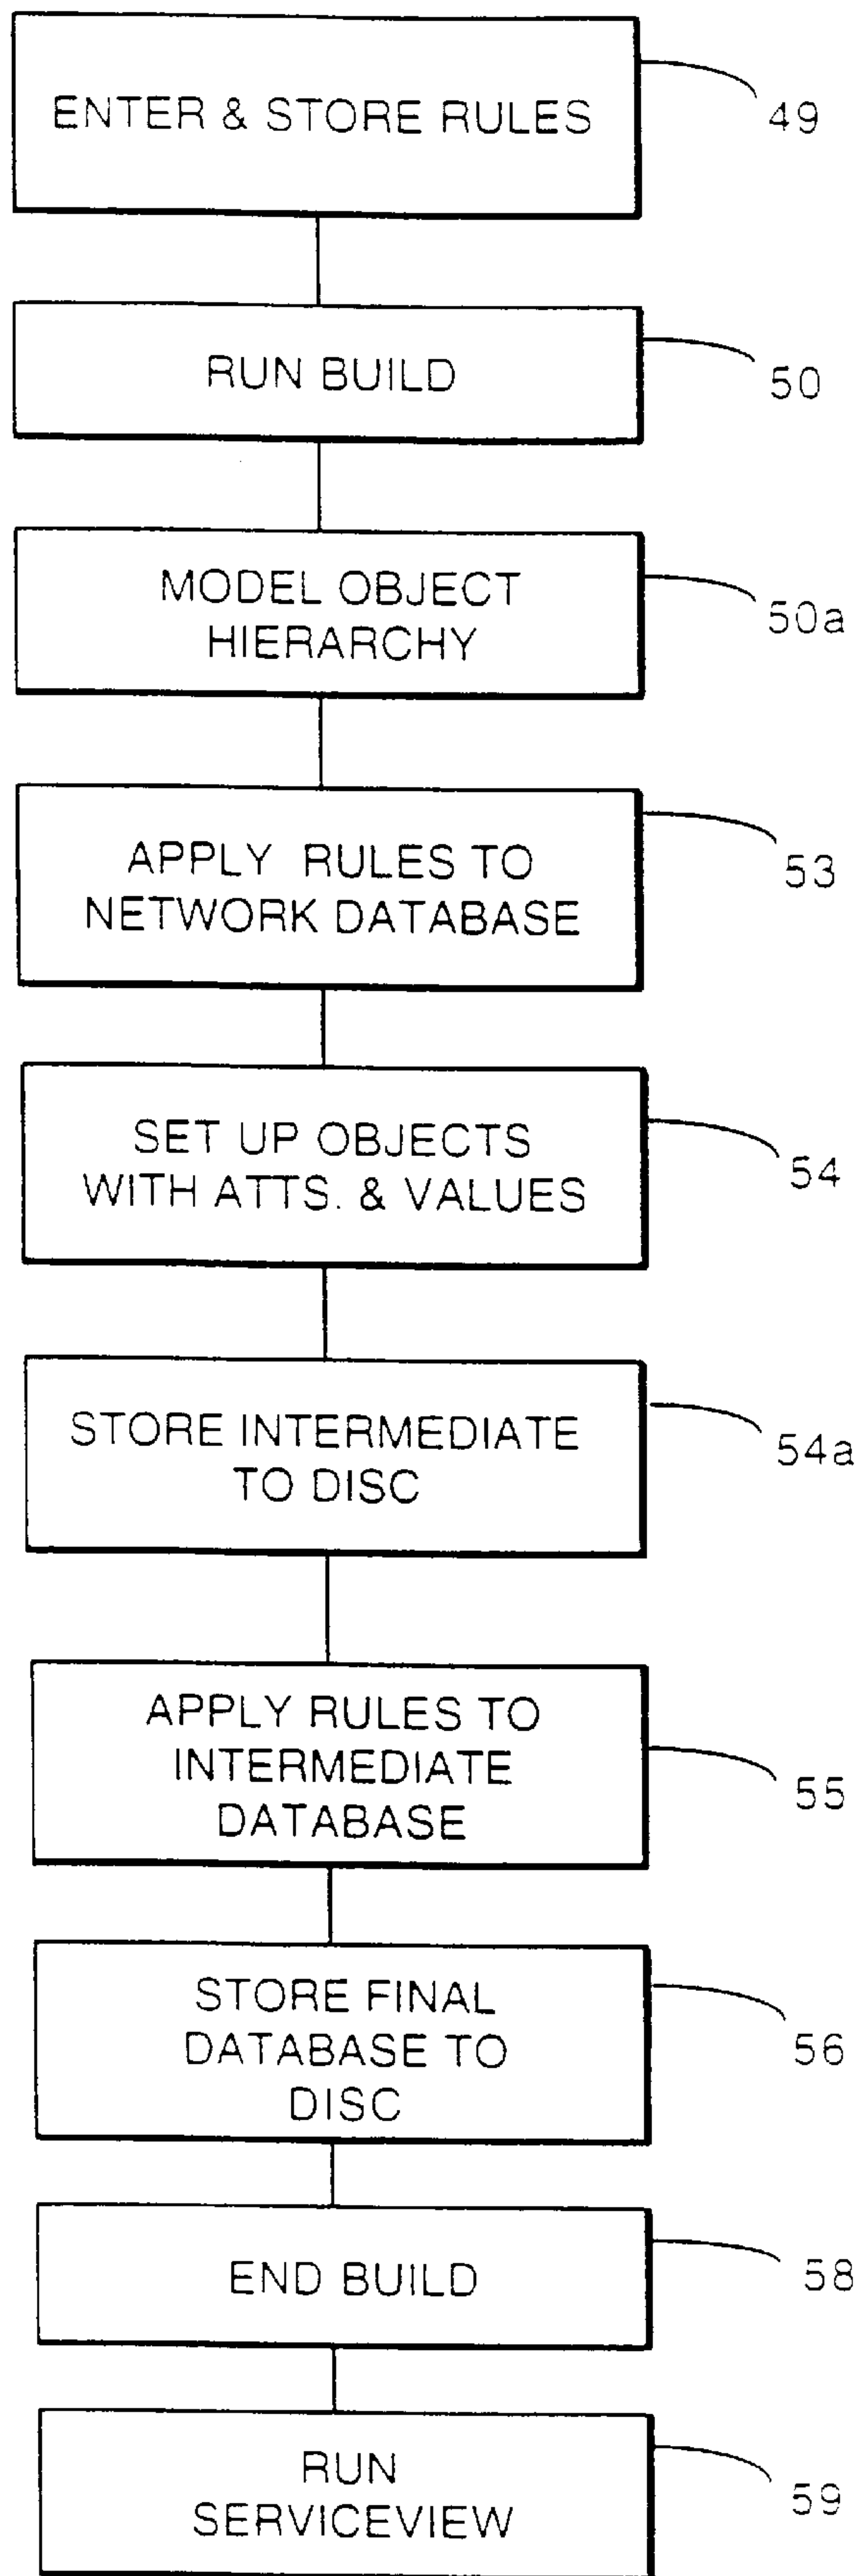 ENTER & STORE RULES
49
RUN BUILD
50
MODEL OBJECT
HIERARCHY
50a
APPLY RULES TO
NETWORK DATABASE
53
SET UP OBJECTS
WITH ATTS. & VALUES
54
STORE INTERMEDIATE
TO DISC
54a
APPLY RULES TO
INTERMEDIATE
DATABASE
55
STORE FINAL
DATABASE TO
DISC
56
END BUILD
58
RUN
SERVICEVIEW
59